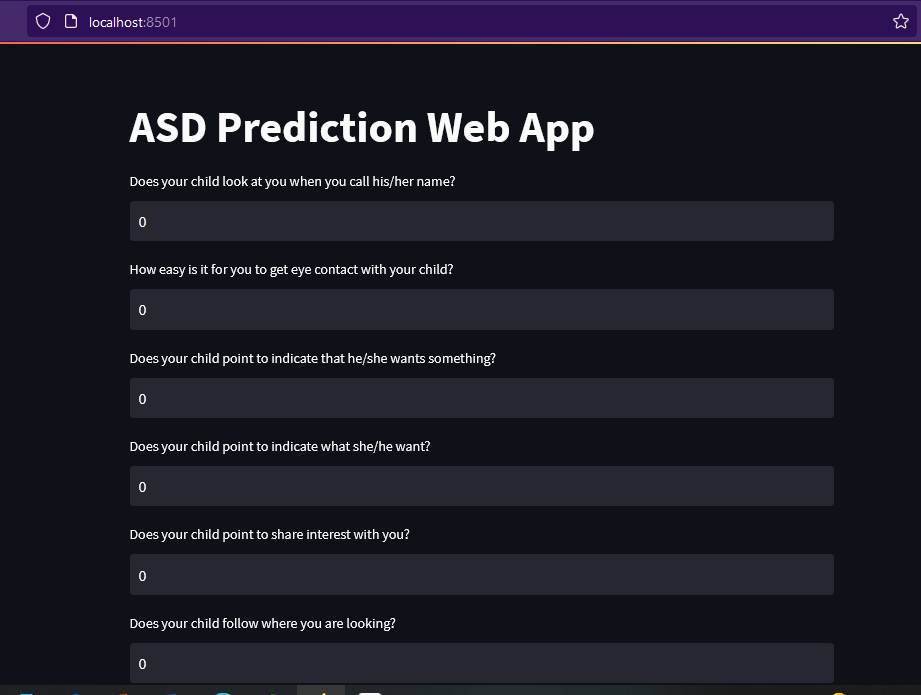 localhost:8501
ASD Prediction Web App
Does your child look at you when you call his/her name?
0
How easy is it for you to get eye contact with your child?
0
Does your child point to indicate that he/she wants something?
0
Does your child point to indicate what she/he want?
0
Does your child point to share interest with you?
0
Does your child follow where you are looking?
0